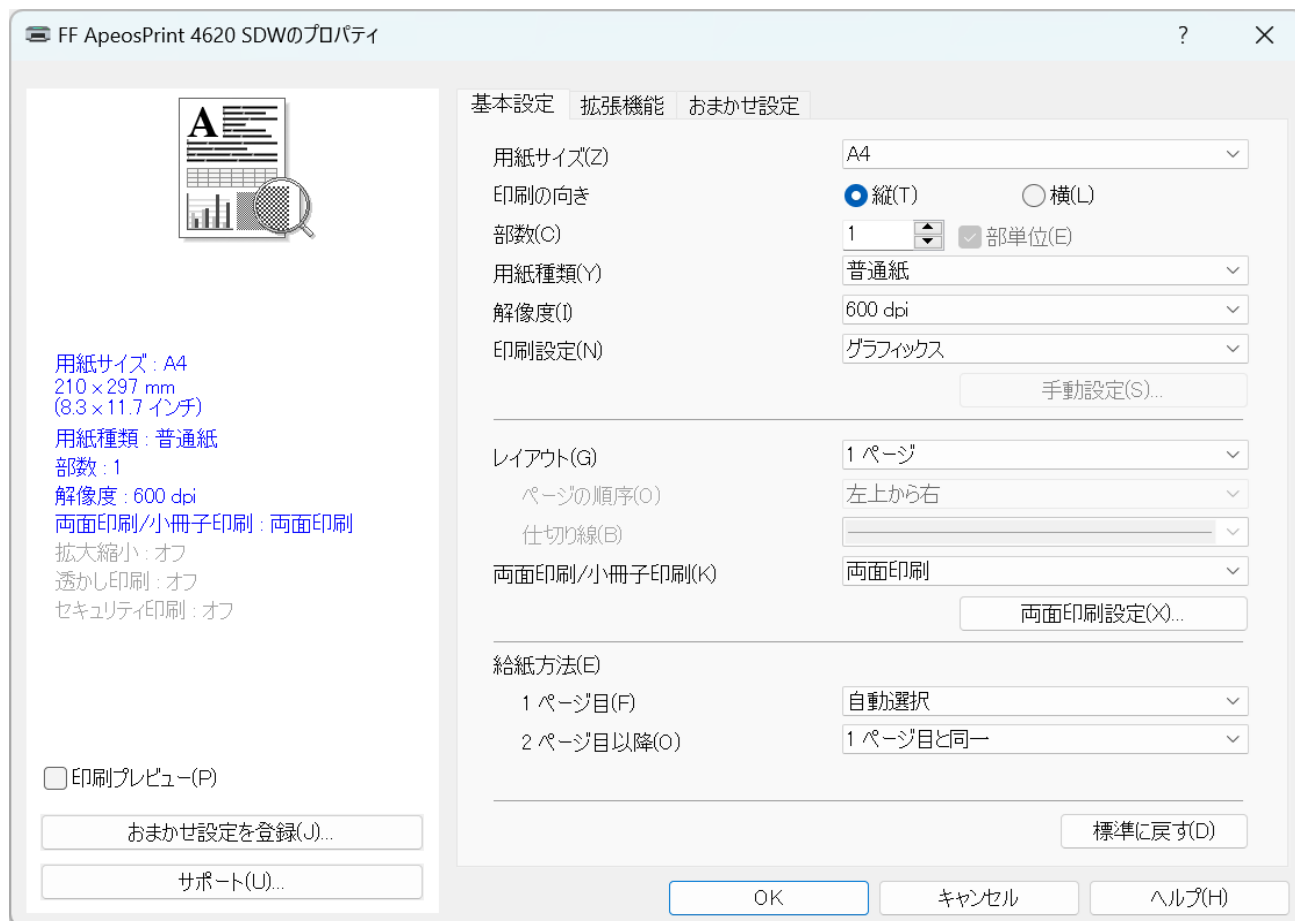 FF ApeosPrint 4620 SDWのプロパティ
?
A
用紙サイズ : A4
210 x 297 mm
(8.3 x 11.7 インチ)
用紙種類 : 普通紙
部数 : 1
解像度 : 600 dpi
両面印刷/小冊子印刷 : 両面印刷
拡大縮小 : オフ
透かし印刷 : オフ
セキュリティ印刷 : オフ
印刷プレビュー(P)
おまかせ設定を登録(J)...
サポート(U)...
基本設定 拡張機能 おまかせ設定
用紙サイズ(Z) A4
印刷の向き 縦(T) 横(L)
部数(C) 1 部単位(E)
用紙種類(Y) 普通紙
解像度(I) 600 dpi
印刷設定(N) グラフィックス
手動設定(S)...
レイアウト(G) 1 ページ
ページの順序(O) 左上から右
仕切り線(B)
両面印刷/小冊子印刷(K) 両面印刷
両面印刷設定(X)...
給紙方法(E)
1 ページ目(F) 自動選択
2 ページ目以降(O) 1 ページ目と同一
標準に戻す(D)
OK キャンセル ヘルプ(H)